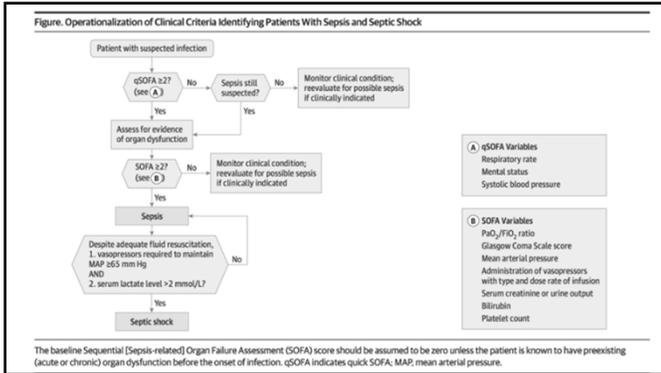 Figure. Operationalization of Clinical Criteria Identifying Patients With Sepsis and Septic Shock
Patient with suspected infection
qSOFA ≥2?
(see A)
No
Sepsis still
suspected?
No
Monitor clinical condition;
reevaluate for possible sepsis
if clinically indicated
Yes
Yes
Assess for evidence
of organ dysfunction
SOFA ≥2?
(see B)
No
Monitor clinical condition;
reevaluate for possible sepsis
if clinically indicated
Yes
Sepsis
Despite adequate fluid resuscitation,
1. vasopressors required to maintain
MAP ≥65 mm Hg
AND
2. serum lactate level >2 mmol/L?
No
Yes
Septic shock
A qSOFA Variables
Respiratory rate
Mental status
Systolic blood pressure
B SOFA Variables
PaO₂/FiO₂ ratio
Glasgow Coma Scale score
Mean arterial pressure
Administration of vasopressors
with type and dose rate of infusion
Serum creatinine or urine output
Bilirubin
Platelet count
The baseline Sequential [Sepsis-related] Organ Failure Assessment (SOFA) score should be assumed to be zero unless the patient is known to have preexisting
(acute or chronic) organ dysfunction before the onset of infection. qSOFA indicates quick SOFA; MAP, mean arterial pressure.